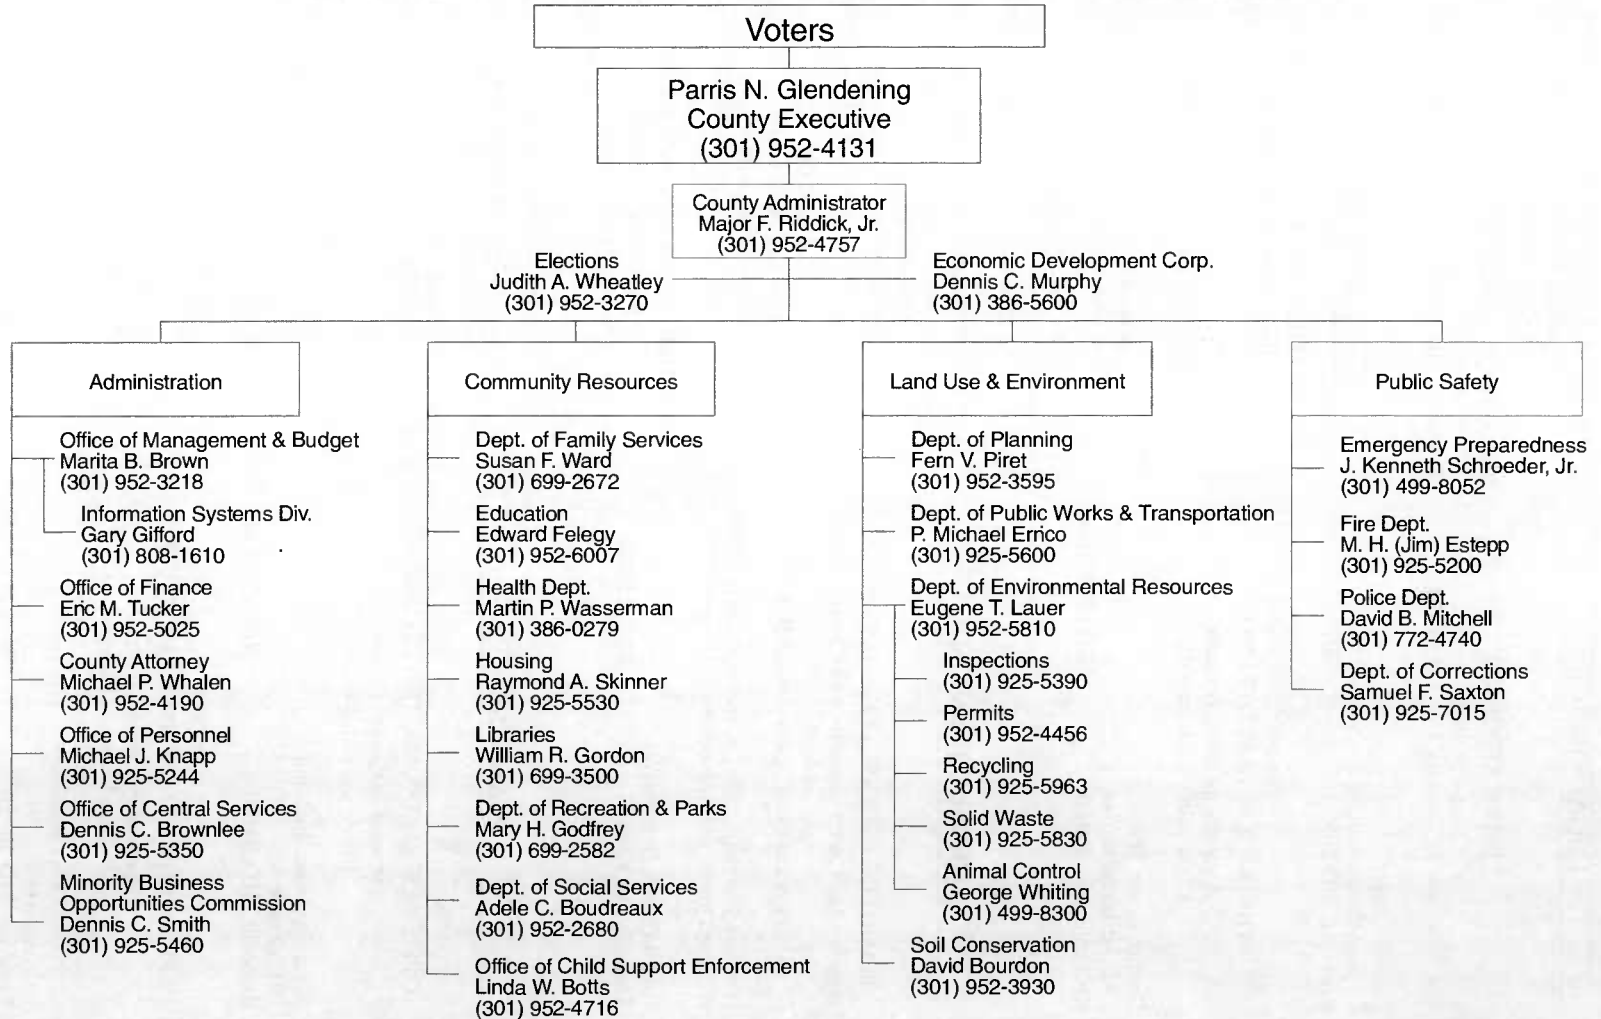 Voters
Parris N. Glendening
County Executive
(301) 952-4131
County Administrator
Major F. Riddick, Jr.
(301) 952-4757
Elections
Judith A. Wheatley
(301) 952-3270
Economic Development Corp.
Dennis C. Murphy
(301) 386-5600
Administration
Office of Management & Budget
Marita B. Brown
(301) 952-3218
Information Systems Div.
Gary Gifford
(301) 808-1610
Office of Finance
Eric M. Tucker
(301) 952-5025
County Attorney
Michael P. Whalen
(301) 952-4190
Office of Personnel
Michael J. Knapp
(301) 925-5244
Office of Central Services
Dennis C. Brownlee
(301) 925-5350
Minority Business
Opportunities Commission
Dennis C. Smith
(301) 925-5460
Community Resources
Dept. of Family Services
Susan F. Ward
(301) 699-2672
Education
Edward Felegy
(301) 952-6007
Health Dept.
Martin P. Wasserman
(301) 386-0279
Housing
Raymond A. Skinner
(301) 925-5530
Libraries
William R. Gordon
(301) 699-3500
Dept. of Recreation & Parks
Mary H. Godfrey
(301) 699-2582
Dept. of Social Services
Adele C. Boudreaux
(301) 952-2680
Office of Child Support Enforcement
Linda W. Botts
(301) 952-4716
Land Use & Environment
Dept. of Planning
Fern V. Piret
(301) 952-3595
Dept. of Public Works & Transportation
P. Michael Errico
(301) 925-5600
Dept. of Environmental Resources
Eugene T. Lauer
(301) 952-5810
Inspections
(301) 925-5390
Permits
(301) 952-4456
Recycling
(301) 925-5963
Solid Waste
(301) 925-5830
Animal Control
George Whiting
(301) 499-8300
Soil Conservation
David Bourdon
(301) 952-3930
Public Safety
Emergency Preparedness
J. Kenneth Schroeder, Jr.
(301) 499-8052
Fire Dept.
M. H. (Jim) Estepp
(301) 925-5200
Police Dept.
David B. Mitchell
(301) 772-4740
Dept. of Corrections
Samuel F. Saxton
(301) 925-7015